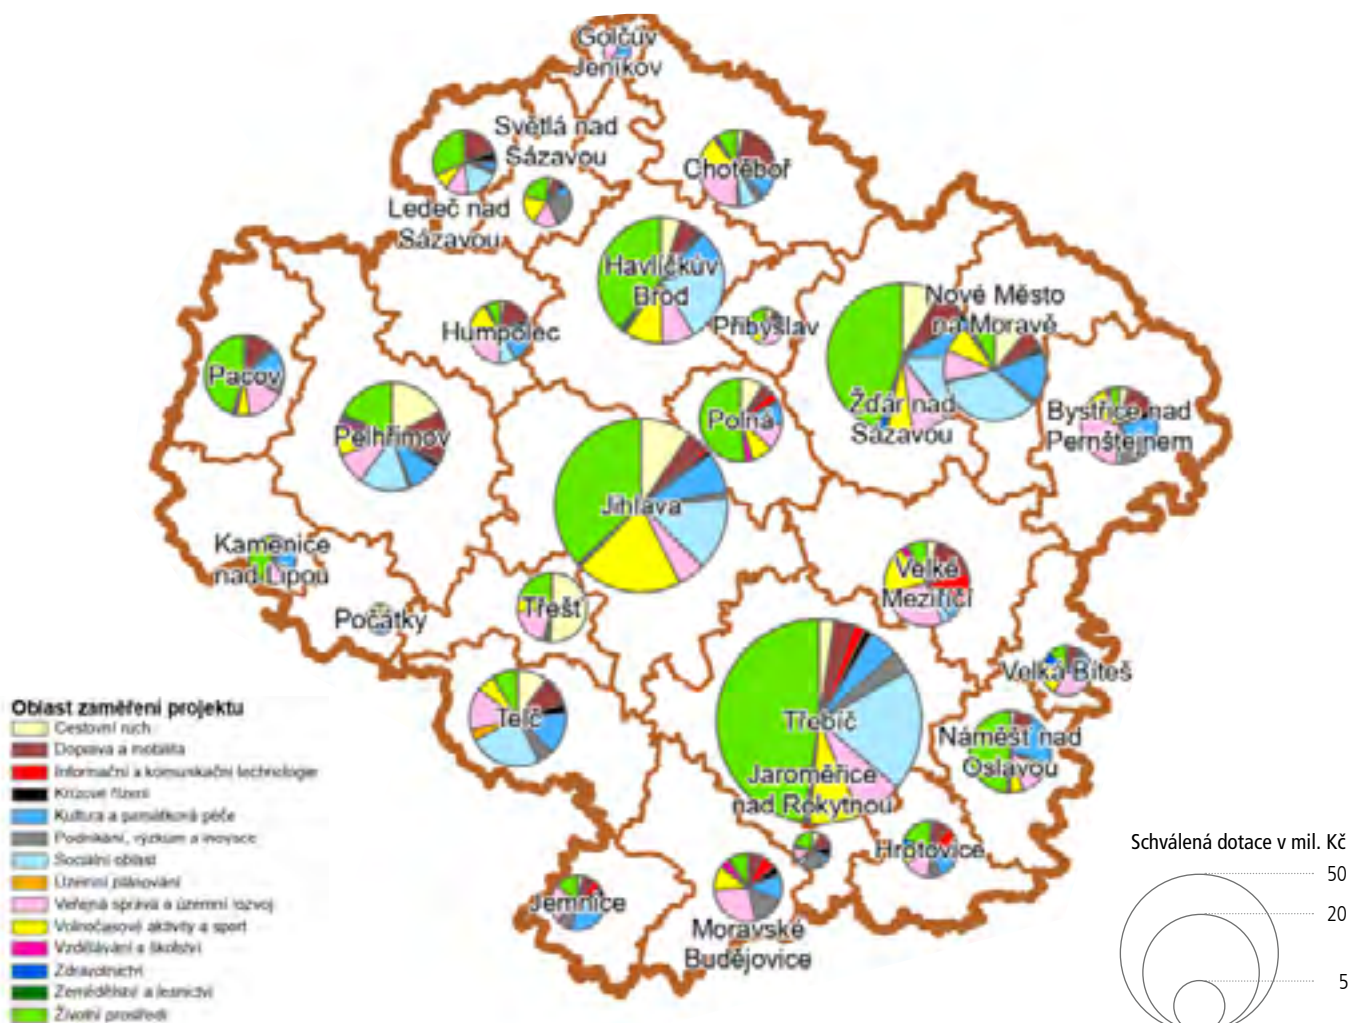 Golčův
Jeníkov
Světlá nad
Sázavou
Chotěboř
Ledeč nad
Sázavou
Havlíčkův
Brod
Nové Město
na Moravě
Humpolec
Přibyslav
Pacov
Pelhřimov
Polná
Žďár nad
Sázavou
Bystřice nad
Pernštejnem
Jihlava
Kamenice
nad Lipou
Velké
Meziříčí
Třešť
Počátky
Velká Bíteš
Telč
Třebíč
Náměšť nad
Oslavou
Jaroměřice
nad Rokytnou
Hrotovice
Jemnice
Moravské
Budějovice
Oblast zaměření projektu
Cestovní ruch
Doprava a mobilita
Informační a komunikační technologie
Krizové řízení
Kultura a památková péče
Podnikání, výzkum a inovace
Sociální oblast
Územní plánování
Veřejná správa a územní rozvoj
Volnočasové aktivity a sport
Vzdělávání a školství
Zdravotnictví
Zemědělství a lesnictví
Životní prostředí
Schválená dotace v mil. Kč
50
20
5